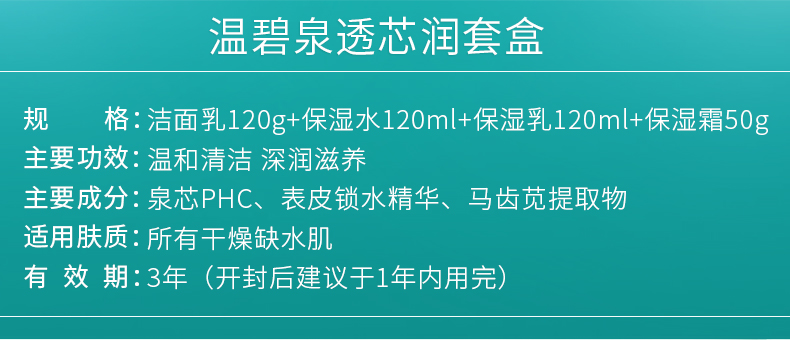 温碧泉透芯润套盒
规 格：洁面乳120g+保湿水120ml+保湿乳120ml+保湿霜50g
主要功效：温和清洁 深润滋养
主要成分：泉芯PHC、表皮锁水精华、马齿苋提取物
适用肤质：所有干燥缺水肌
有 效 期：3年（开封后建议于1年内用完）